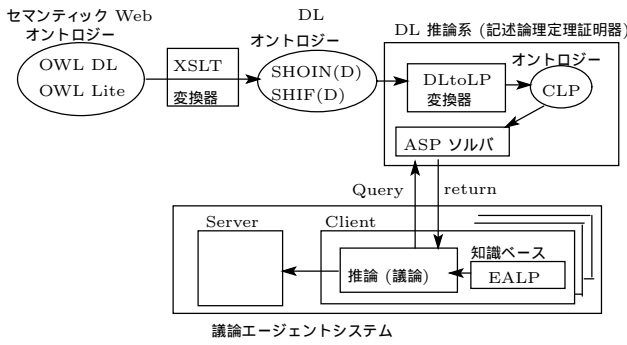 セマンティック Web
オントロジー
OWL DL
OWL Lite
XSLT
変換器
DL
オントロジー
SHOIN(D)
SHIF(D)
DL 推論系 (記述論理定理証明器)
DLtoLP
変換器
オントロジー
CLP
ASP ソルバ
Query
return
Server
Client
推論 (議論)
知識ベース
EALP
議論エージェントシステム